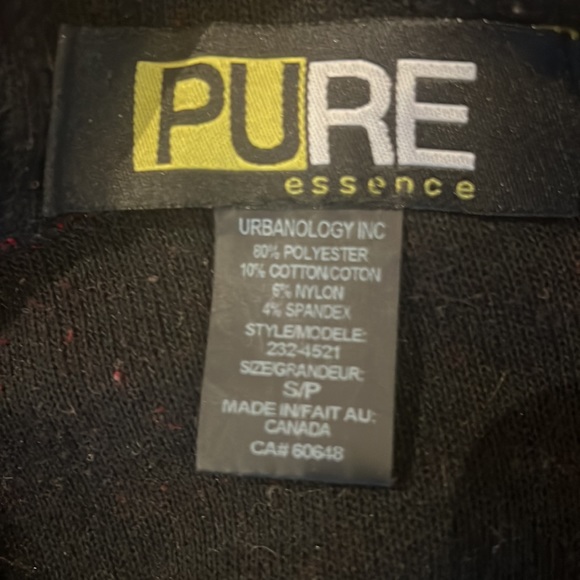 PURE
essence
URBANOLOGY INC
80% POLYESTER
10% COTTON/COTON
6% NYLON
4% SPANDEX
STYLE/MODELE:
232-4521
SIZE/GRANDEUR:
S/P
MADE IN/FAIT AU:
CANADA
CA# 60648